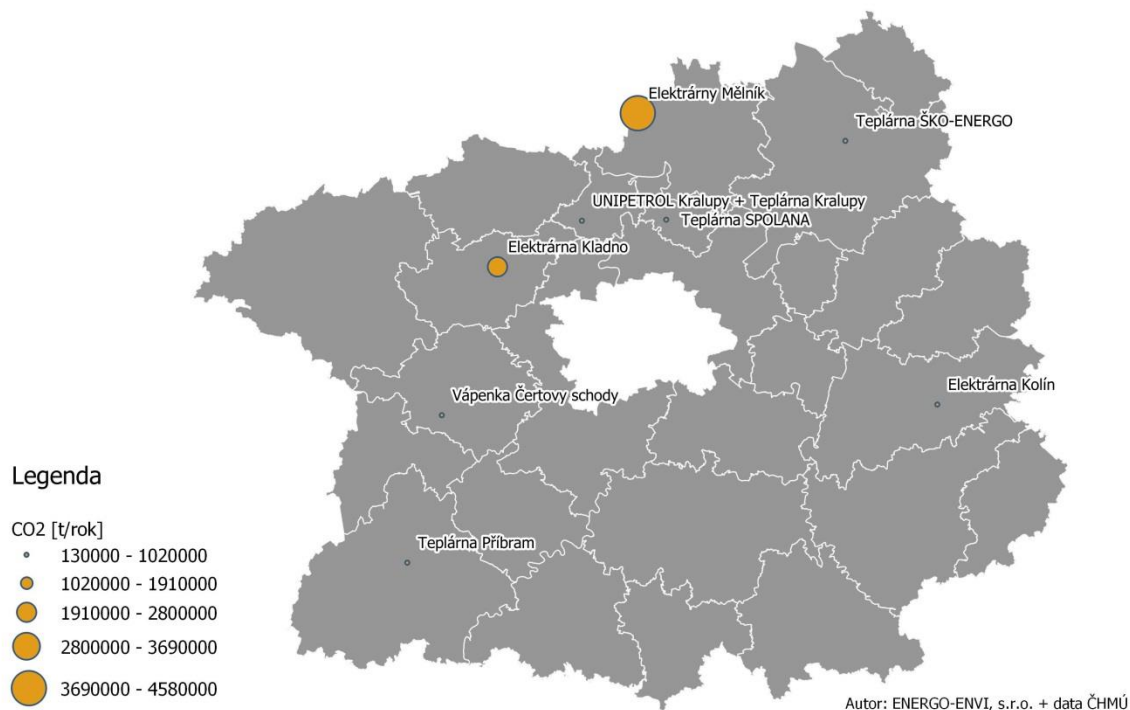 Elektrárny Mělník
Teplárna ŠKO-ENERGO
UNIPETROL Kralupy + Teplárna Kralupy
Teplárna SPOLANA
Elektrárna Kladno
Vápenka Čertovy schody
Elektrárna Kolín
Teplárna Příbram
Legenda
CO2 [t/rok]
130000 - 1020000
1020000 - 1910000
1910000 - 2800000
2800000 - 3690000
3690000 - 4580000
Autor: ENERGO-ENVI, s.r.o. + data ČHMÚ